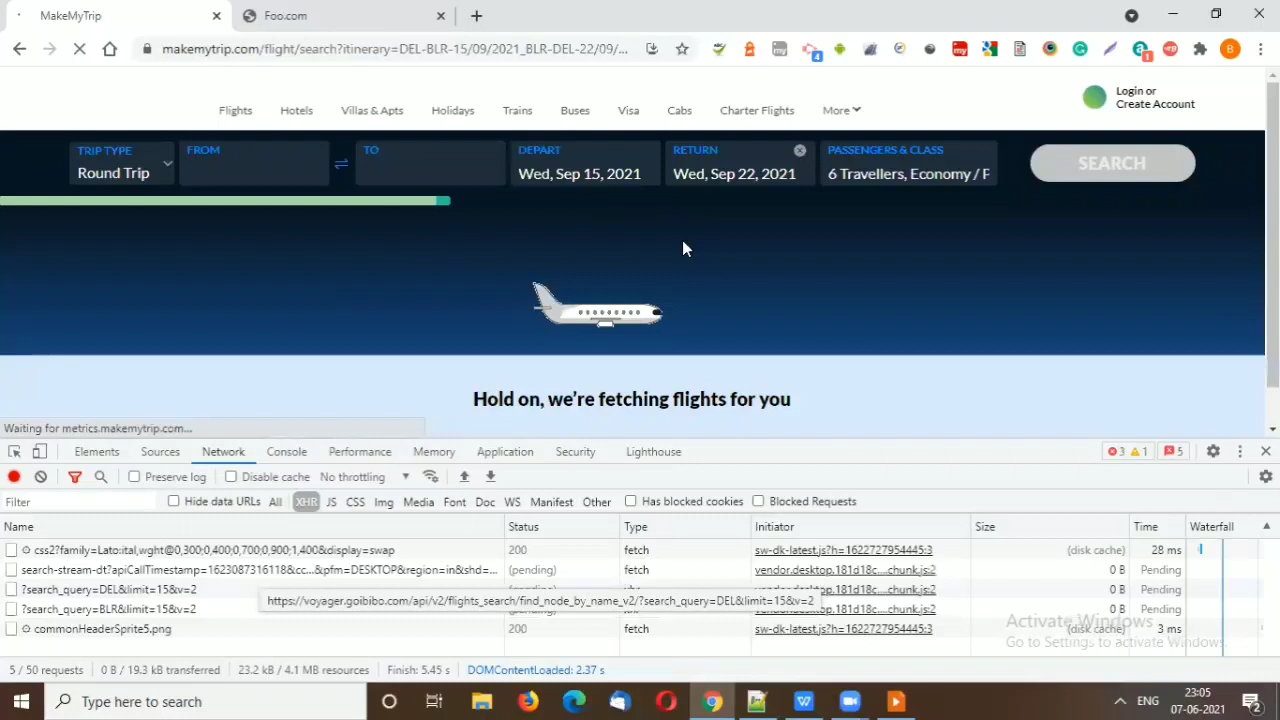 MakeMyTrip
Foo.com
makemytrip.com/flight/search?itinerary=DEL-BLR-15/09/2021_BLR-DEL-22/09/...
Flights Hotels Villas & Apts Holidays Trains Buses Visa Cabs Charter Flights More
Login or
Create Account
TRIP TYPE
Round Trip
FROM
TO
DEPART
Wed, Sep 15, 2021
RETURN
Wed, Sep 22, 2021
PASSENGERS & CLASS
6 Travellers, Economy / F
SEARCH
Hold on, we're fetching flights for you
Waiting for metrics.makemytrip.com...
Elements Sources Network Console Performance Memory Application Security Lighthouse 3 1 5
Preserve log Disable cache No throttling
Filter Hide data URLs All XHR JS CSS Img Media Font Doc WS Manifest Other Has blocked cookies Blocked Requests
Name Status Type Initiator Size Time Waterfall
css2?family=Lato:ital,wght@0,300;0,400;0,700;0,900;1,400&display=swap 200 fetch sw-dk-latest.js?h=1622727954445:3 (disk cache) 28 ms
search-stream-dt?apiCallTimestamp=1623087316118&cc...&pfm=DESKTOP&region=in&shd=... (pending) fetch vendor.desktop.181d18c....chunk.js:2 0 B Pending
?search_query=DEL&limit=15&v=2 vendor.desktop.181d18c....chunk.js:2 0 B Pending
https://voyager.goibibo.com/api/v2/flights_search/find_node_by_name_v2/?search_query=DEL&limit=15&v=2
?search_query=BLR&limit=15&v=2 vendor.desktop.181d18c....chunk.js:2 0 B Pending
commonHeaderSprite5.png 200 fetch sw-dk-latest.js?h=1622727954445:3 (disk cache) 3 ms
Activate Windows
Go to Settings to activate Windows.
5 / 50 requests 0 B / 19.3 kB transferred 23.2 kB / 4.1 MB resources Finish: 5.45 s DOMContentLoaded: 2.37 s
Type here to search
ENG
23:05
07-06-2021
2